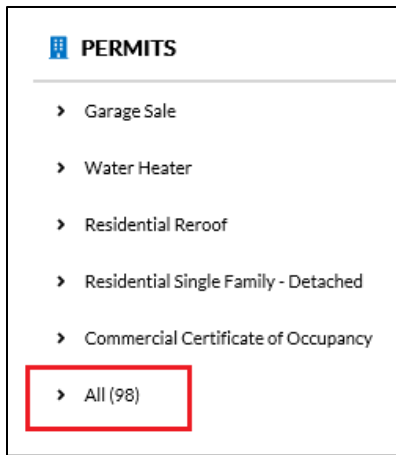 PERMITS
Garage Sale
Water Heater
Residential Reroof
Residential Single Family - Detached
Commercial Certificate of Occupancy
All (98)